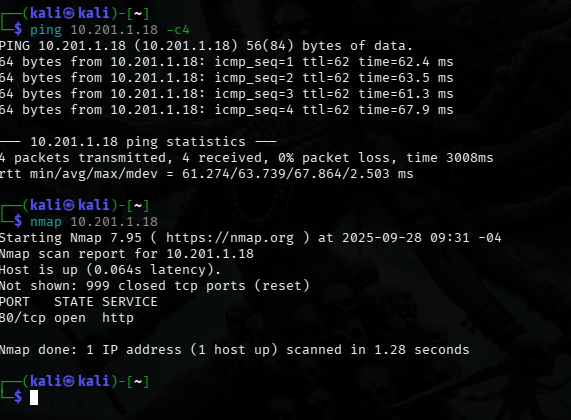 ┌──(kali㉿kali)-[~]
└─$ ping 10.201.1.18 -c4
PING 10.201.1.18 (10.201.1.18) 56(84) bytes of data.
64 bytes from 10.201.1.18: icmp_seq=1 ttl=62 time=62.4 ms
64 bytes from 10.201.1.18: icmp_seq=2 ttl=62 time=63.5 ms
64 bytes from 10.201.1.18: icmp_seq=3 ttl=62 time=61.3 ms
64 bytes from 10.201.1.18: icmp_seq=4 ttl=62 time=67.9 ms

--- 10.201.1.18 ping statistics ---
4 packets transmitted, 4 received, 0% packet loss, time 3008ms
rtt min/avg/max/mdev = 61.274/63.739/67.864/2.503 ms

┌──(kali㉿kali)-[~]
└─$ nmap 10.201.1.18
Starting Nmap 7.95 ( https://nmap.org ) at 2025-09-28 09:31 -04
Nmap scan report for 10.201.1.18
Host is up (0.064s latency).
Not shown: 999 closed tcp ports (reset)
PORT   STATE SERVICE
80/tcp open  http

Nmap done: 1 IP address (1 host up) scanned in 1.28 seconds

┌──(kali㉿kali)-[~]
└─$